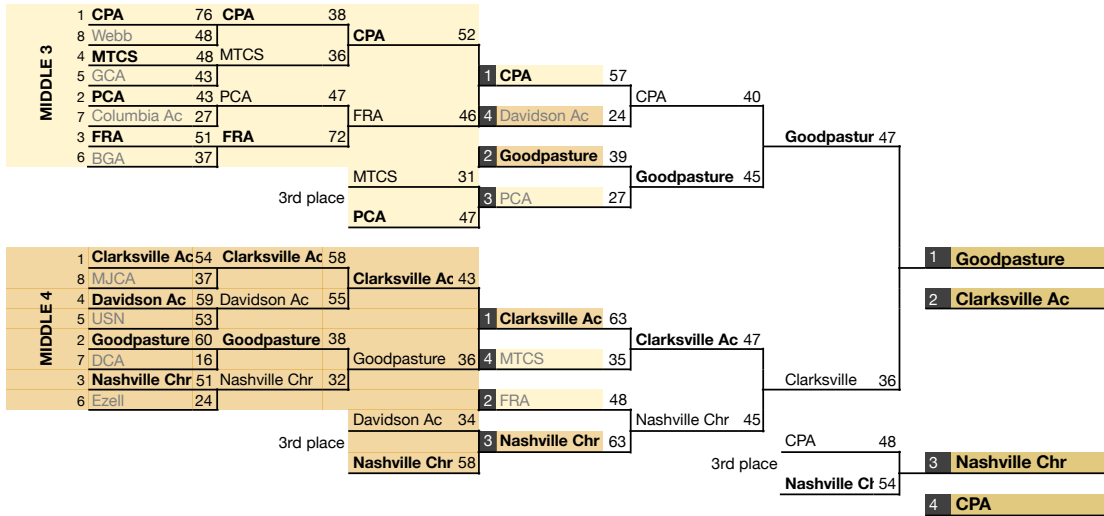 1 CPA 76 CPA 38
8 Webb 48 CPA 52
4 MTCS 48 MTCS 36
5 GCA 43 1 CPA 57
2 PCA 43 PCA 47 CPA 40
7 Columbia Ac 27 FRA 46 4 Davidson Ac 24
3 FRA 51 FRA 72 Goodpastur 47
6 BGA 37 2 Goodpasture 39
MIDDLE 3
MTCS 31 Goodpasture 45
3rd place 3 PCA 27
PCA 47
1 Clarksville Ac 54 Clarksville Ac 58 1 Goodpasture
8 MJCA 37 Clarksville Ac 43
4 Davidson Ac 59 Davidson Ac 55 2 Clarksville Ac
5 USN 53 1 Clarksville Ac 63
2 Goodpasture 60 Goodpasture 38 Clarksville Ac 47
7 DCA 16 Goodpasture 36 4 MTCS 35
3 Nashville Chr 51 Nashville Chr 32 Clarksville 36
6 Ezell 24 2 FRA 48
MIDDLE 4
Davidson Ac 34 Nashville Chr 45
3rd place 3 Nashville Chr 63 CPA 48
Nashville Chr 58 3rd place 3 Nashville Chr
Nashville Ch 54
4 CPA